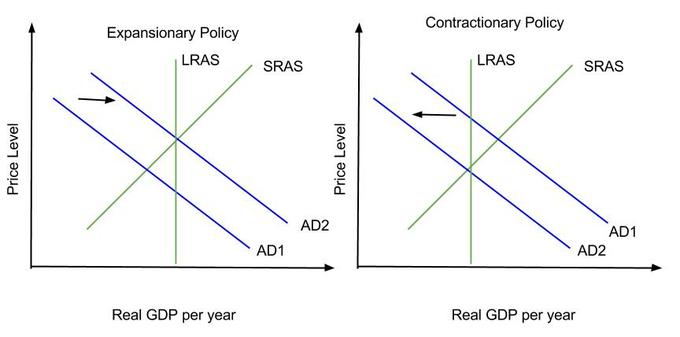 Expansionary Policy
LRAS
SRAS
Price Level
AD2
AD1
Real GDP per year
Contractionary Policy
LRAS
SRAS
Price Level
AD1
AD2
Real GDP per year